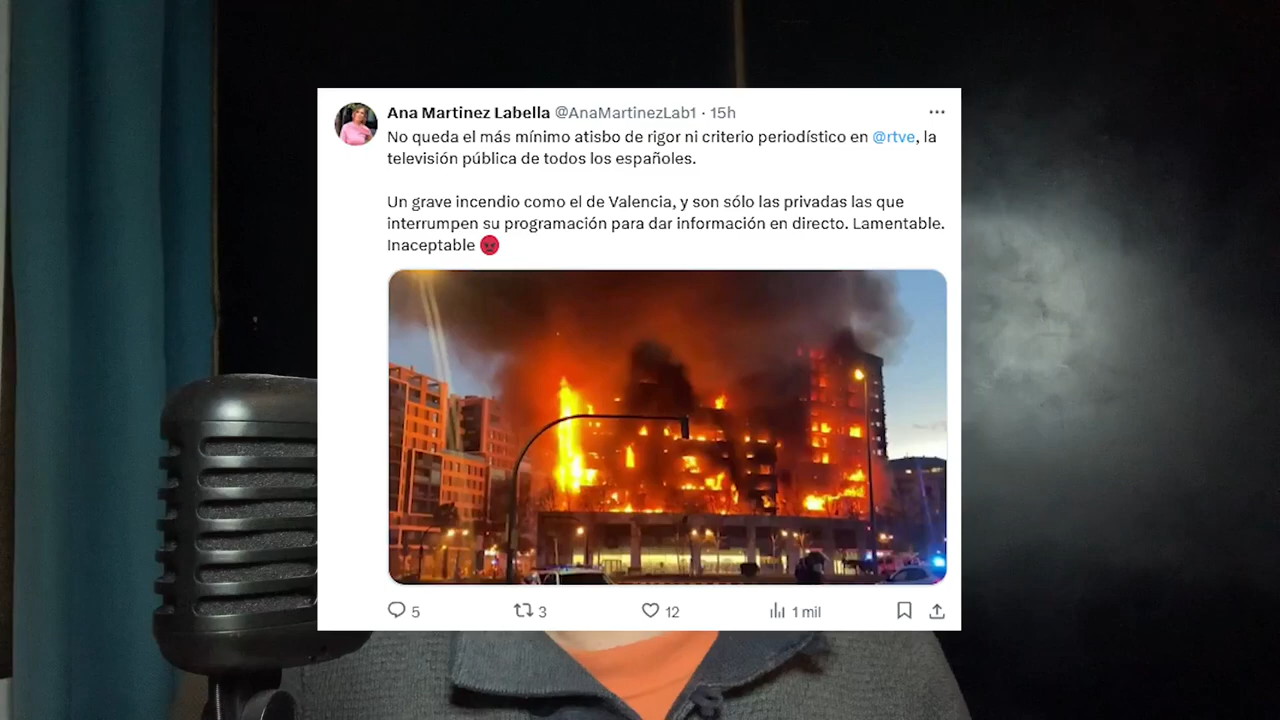 Ana Martinez Labella @AnaMartinezLab1 · 15h
No queda el más mínimo atisbo de rigor ni criterio periodístico en @rtve, la
televisión pública de todos los españoles.
Un grave incendio como el de Valencia, y son sólo las privadas las que
interrumpen su programación para dar información en directo. Lamentable.
Inaceptable 😡
5 3 12 1 mil